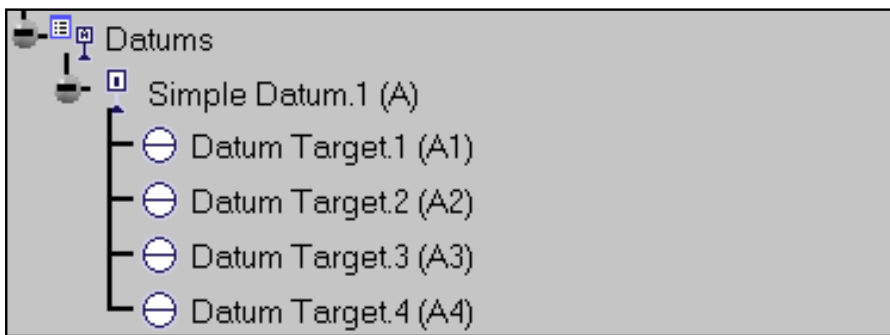 Datums
Simple Datum.1 (A)
Datum Target.1 (A1)
Datum Target.2 (A2)
Datum Target.3 (A3)
Datum Target.4 (A4)